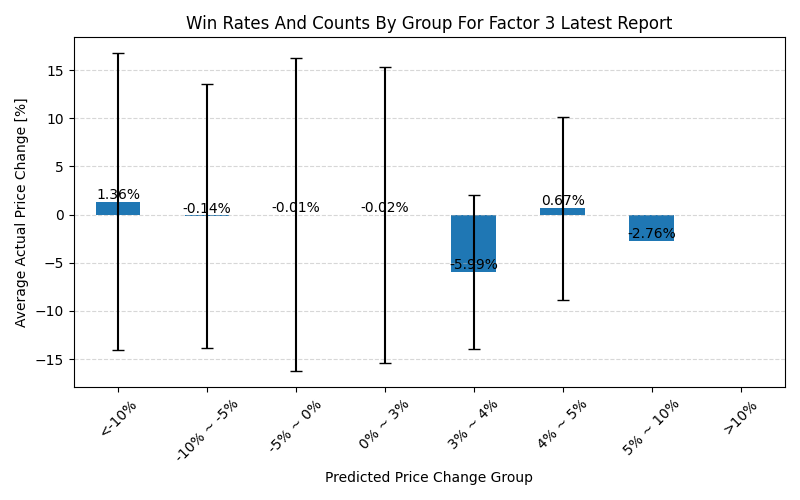 Win Rates And Counts By Group For Factor 3 Latest Report
Average Actual Price Change [%]
15
10
5
0
−5
−10
−15
1.36%
-0.14%
-0.01%
-0.02%
-5.99%
0.67%
-2.76%
<-10%
-10% ~ -5%
-5% ~ 0%
0% ~ 3%
3% ~ 4%
4% ~ 5%
5% ~ 10%
>10%
Predicted Price Change Group